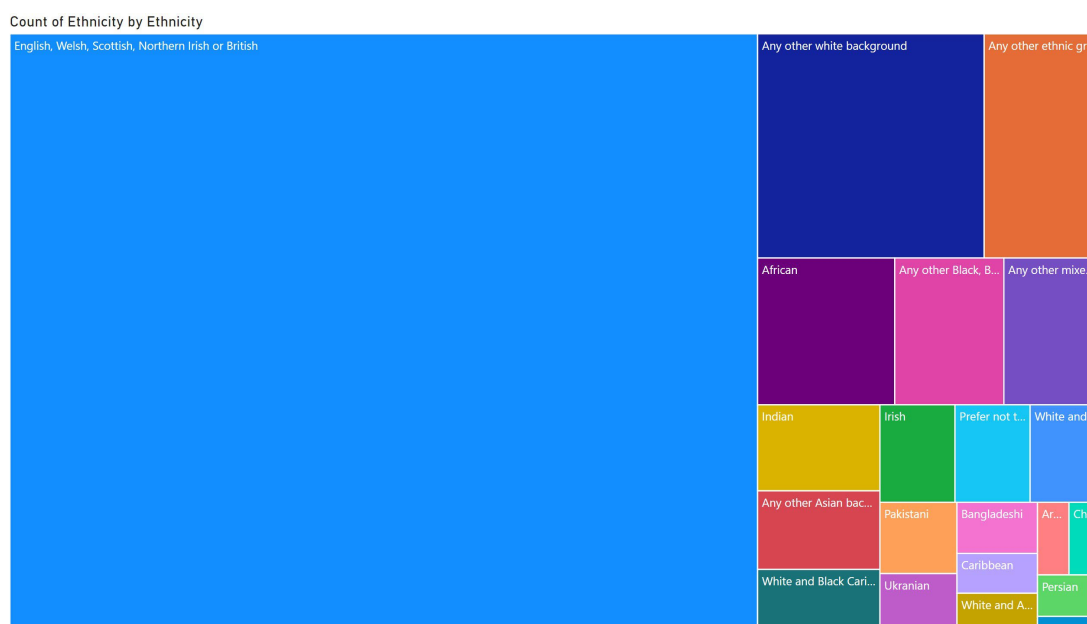 Count of Ethnicity by Ethnicity
English, Welsh, Scottish, Northern Irish or British
Any other white background
Any other ethnic gr
African
Any other Black, B...
Any other mixe.
Indian
Irish
Prefer not t...
White and
Any other Asian bac...
Pakistani
Bangladeshi
Ar...
Ch
Caribbean
White and Black Cari...
Ukranian
Persian
White and A...